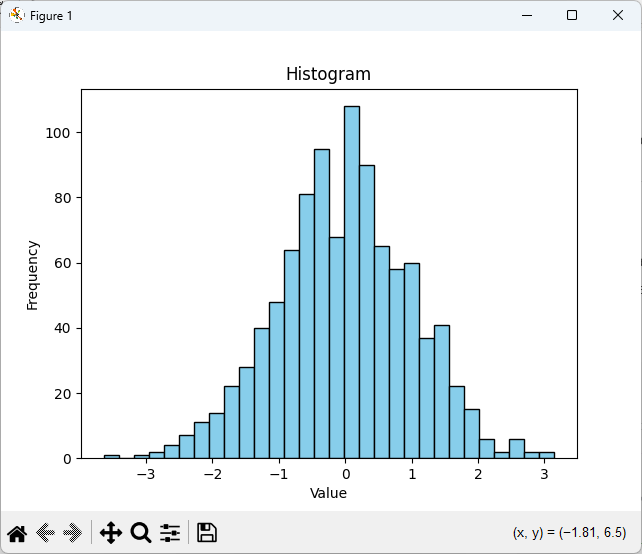 Figure 1
Histogram
100
80
60
40
20
0
Frequency
−3 −2 −1 0 1 2 3
Value
(x, y) = (−1.81, 6.5)